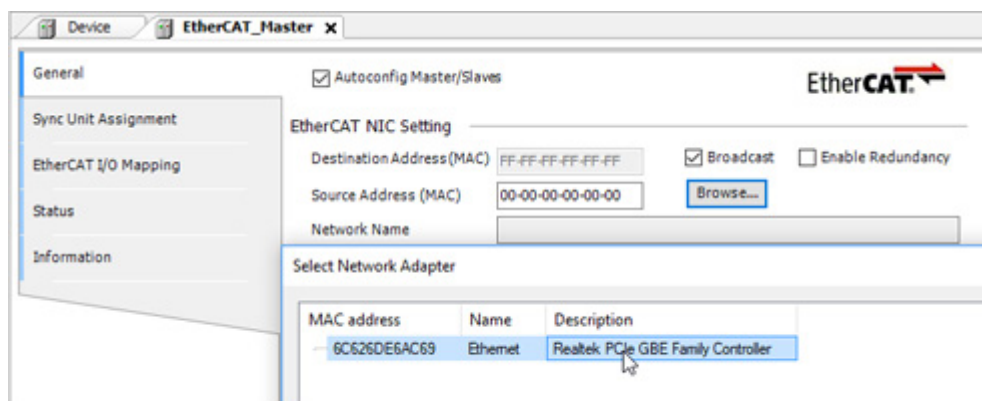 Device EtherCAT_Master X
General
Autoconfig Master/Slaves
EtherCAT.
Sync Unit Assignment
EtherCAT NIC Setting
EtherCAT I/O Mapping
Destination Address (MAC) FF-FF-FF-FF-FF-FF Broadcast Enable Redundancy
Status
Source Address (MAC) 00-00-00-00-00-00 Browse...
Network Name
Information
Select Network Adapter
MAC address Name Description
6C626DE6AC69 Ethernet Realtek PCIe GBE Family Controller